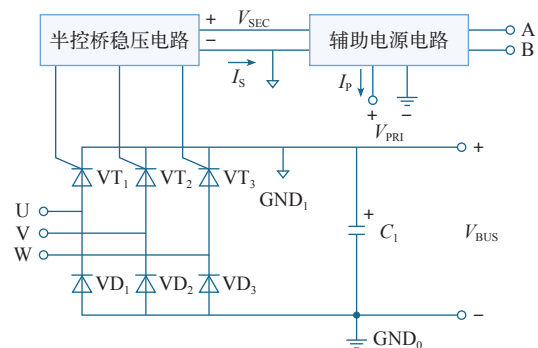 半控桥稳压电路
+
−
V_SEC
I_S
辅助电源电路
A
B
I_P
+
−
V_PRI
VT₁
VT₂
VT₃
GND₁
+
U
V
W
C₁
+
V_BUS
VD₁
VD₂
VD₃
−
GND₀